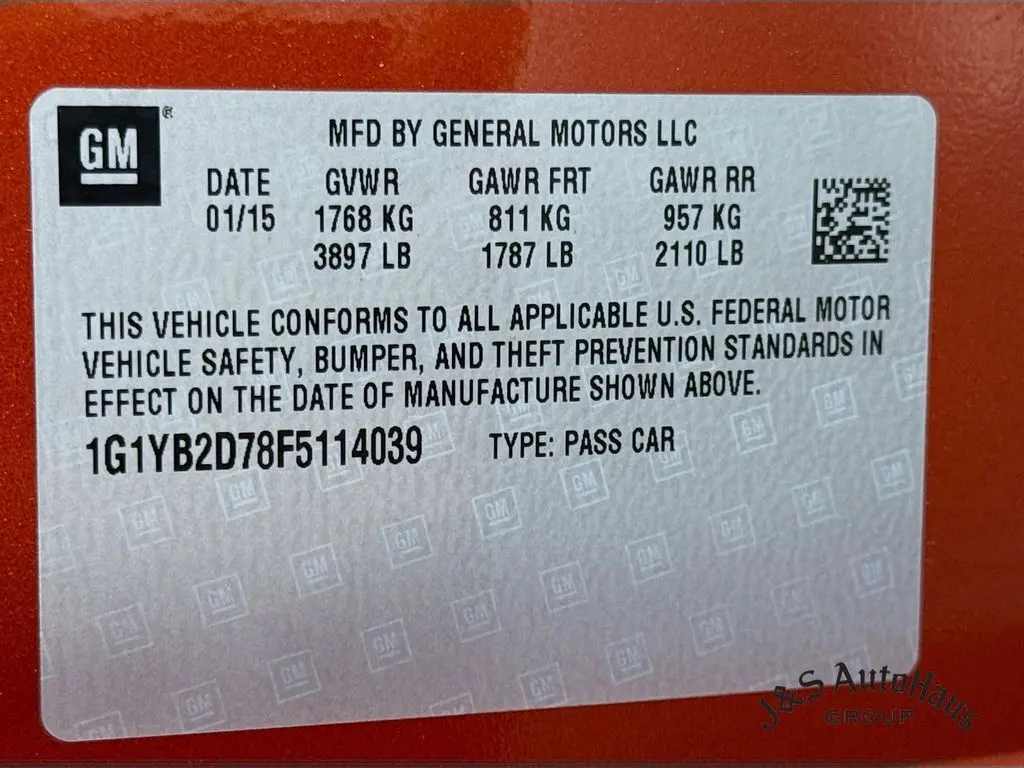 GM
®
MFD BY GENERAL MOTORS LLC
DATE GVWR GAWR FRT GAWR RR
01/15 1768 KG 811 KG 957 KG
3897 LB 1787 LB 2110 LB
THIS VEHICLE CONFORMS TO ALL APPLICABLE U.S. FEDERAL MOTOR
VEHICLE SAFETY, BUMPER, AND THEFT PREVENTION STANDARDS IN
EFFECT ON THE DATE OF MANUFACTURE SHOWN ABOVE.
1G1YB2D78F5114039 TYPE: PASS CAR
J&S AutoHaus
GROUP